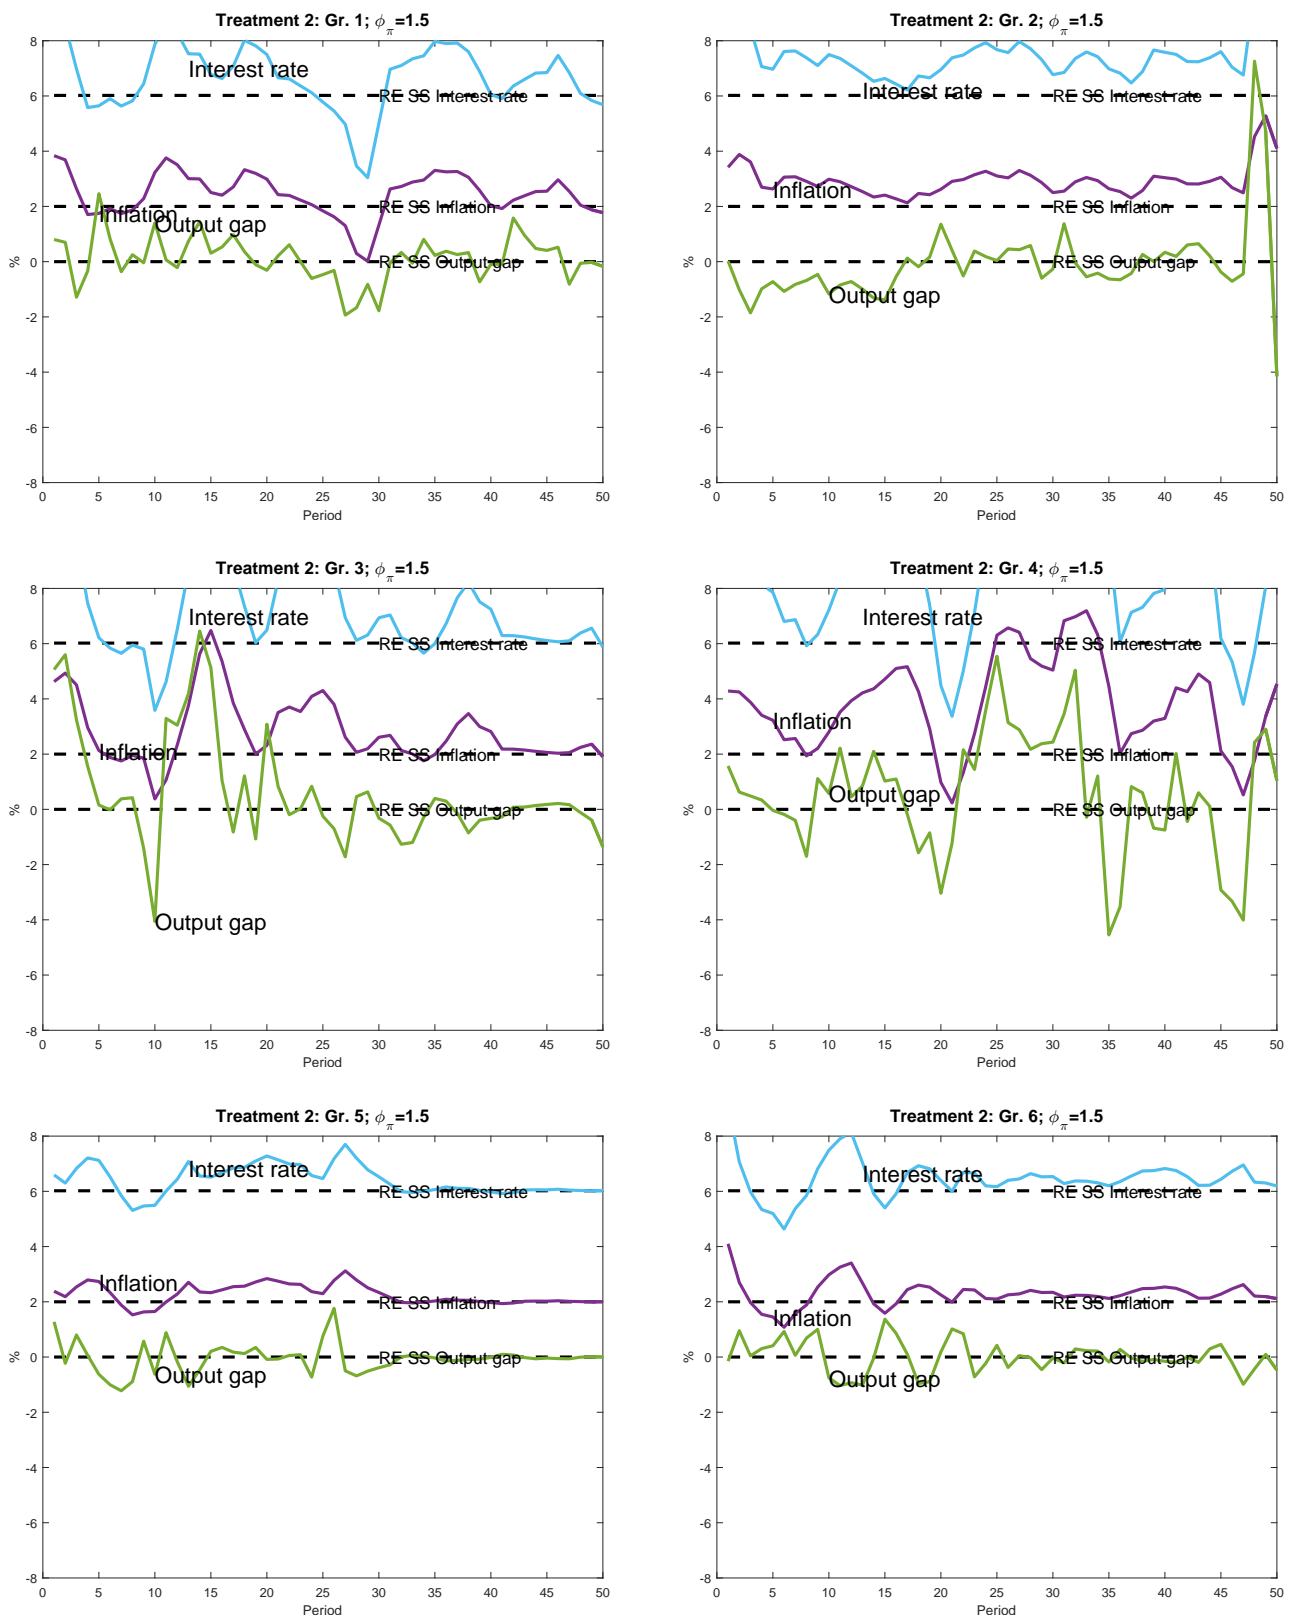 Treatment 2: Gr. 1; ϕπ=1.5
8
6
4
2
0
-2
-4
-6
-8
%
Interest rate
RE SS Interest rate
Inflation
RE SS Inflation
Output gap
RE SS Output gap
0 5 10 15 20 25 30 35 40 45 50
Period
Treatment 2: Gr. 2; ϕπ=1.5
8
6
4
2
0
-2
-4
-6
-8
%
Interest rate
RE SS Interest rate
Inflation
RE SS Inflation
RE SS Output gap
Output gap
0 5 10 15 20 25 30 35 40 45 50
Period
Treatment 2: Gr. 3; ϕπ=1.5
8
6
4
2
0
-2
-4
-6
-8
%
Interest rate
RE SS Interest rate
Inflation
RE SS Inflation
RE SS Output gap
Output gap
0 5 10 15 20 25 30 35 40 45 50
Period
Treatment 2: Gr. 4; ϕπ=1.5
8
6
4
2
0
-2
-4
-6
-8
%
Interest rate
RE SS Interest rate
Inflation
RE SS Inflation
Output gap
RE SS Output gap
0 5 10 15 20 25 30 35 40 45 50
Period
Treatment 2: Gr. 5; ϕπ=1.5
8
6
4
2
0
-2
-4
-6
-8
%
Interest rate
RE SS Interest rate
Inflation
RE SS Inflation
RE SS Output gap
Output gap
0 5 10 15 20 25 30 35 40 45 50
Period
Treatment 2: Gr. 6; ϕπ=1.5
8
6
4
2
0
-2
-4
-6
-8
%
Interest rate
RE SS Interest rate
RE SS Inflation
Inflation
RE SS Output gap
Output gap
0 5 10 15 20 25 30 35 40 45 50
Period